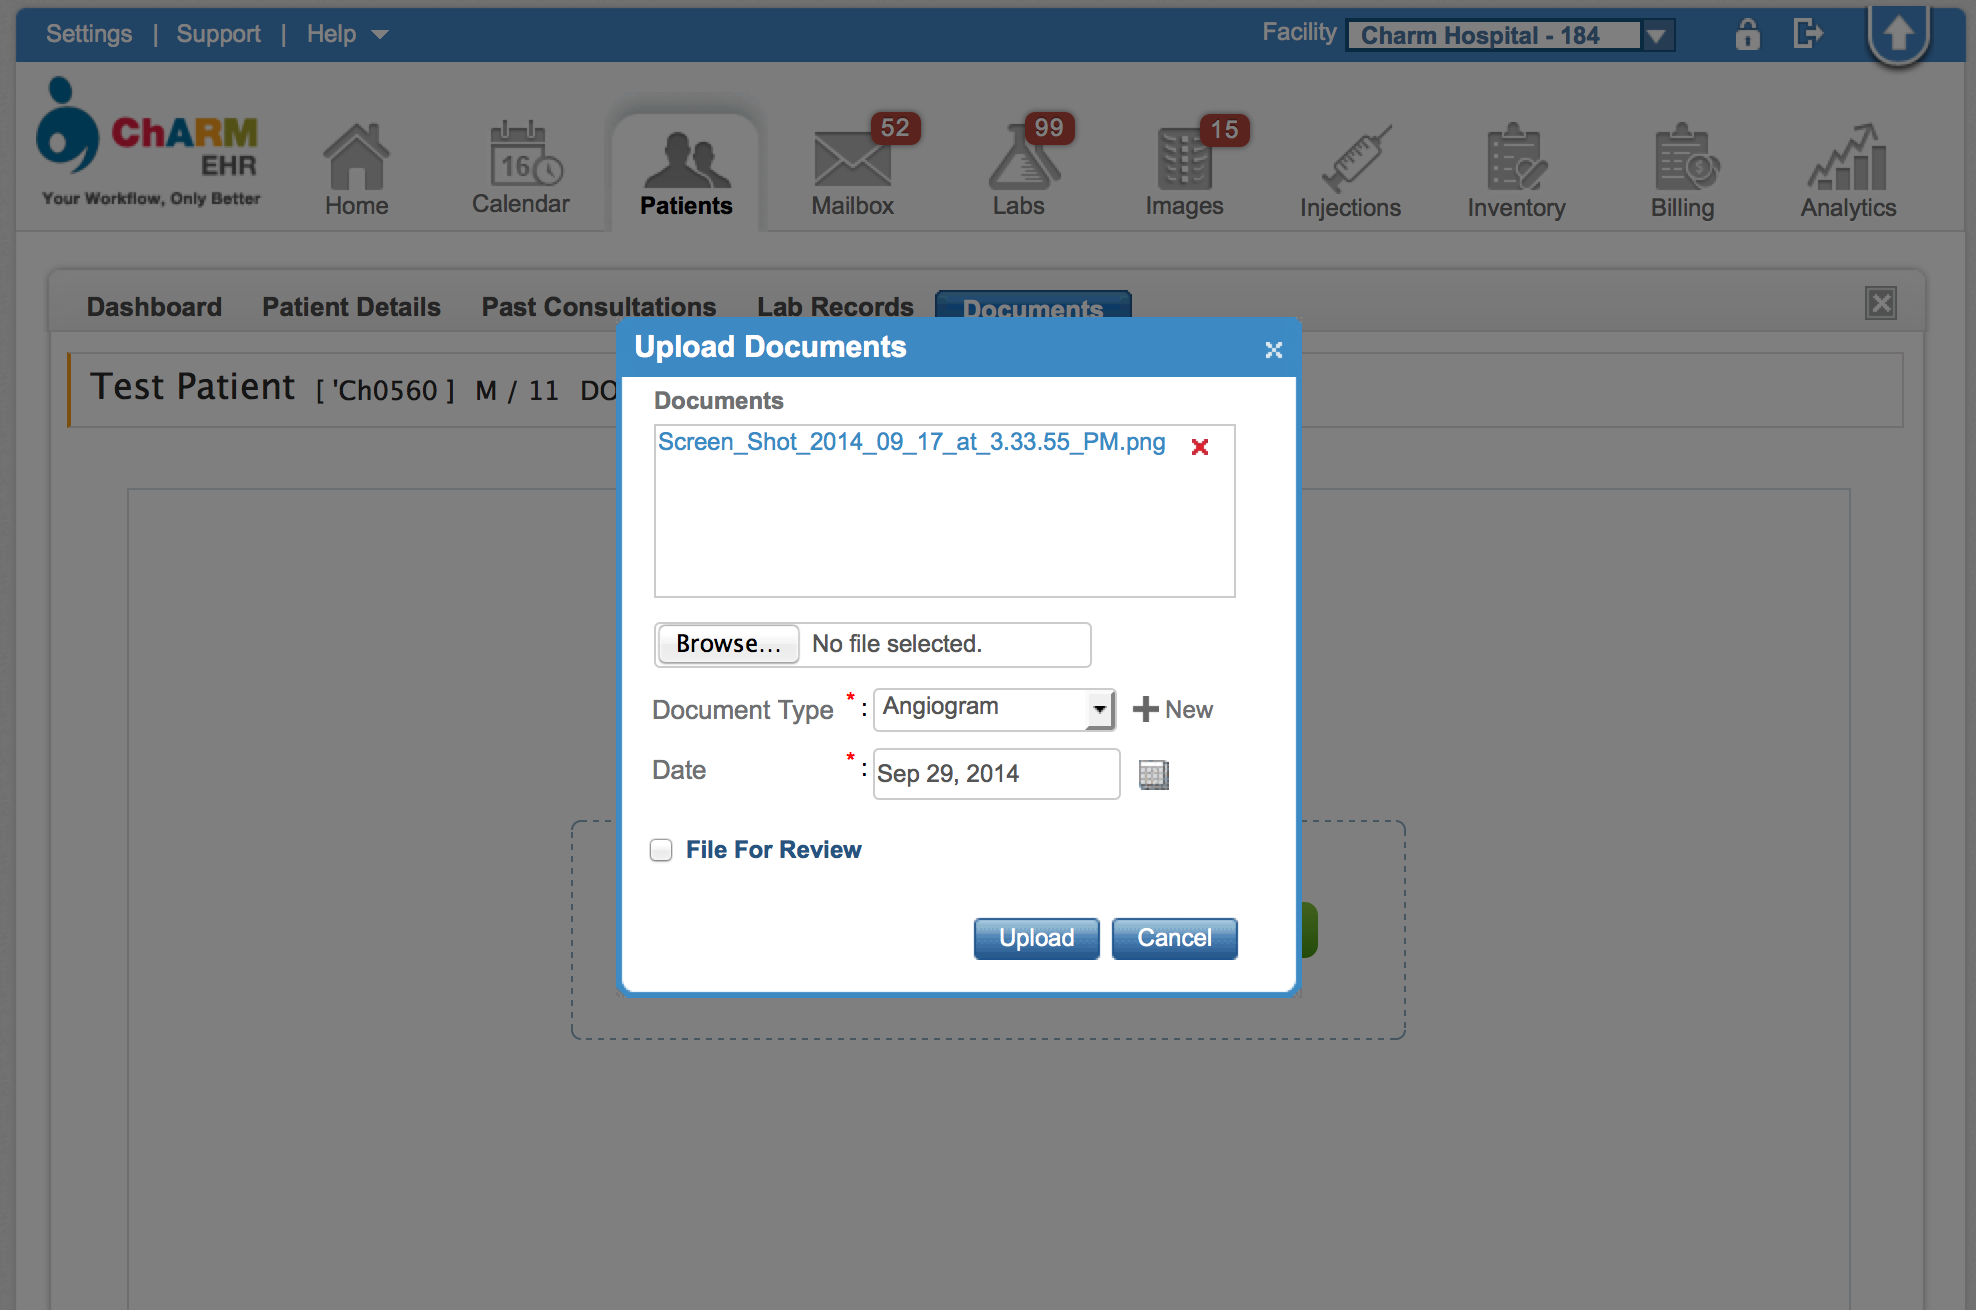 Settings | Support | Help
Facility Charm Hospital - 184
ChARM
EHR
Your Workflow, Only Better
Home
16
Calendar
Patients
52
Mailbox
99
Labs
15
Images
Injections
Inventory
Billing
Analytics
Dashboard Patient Details Past Consultations Lab Records Documents
Test Patient [ 'Ch0560 ] M / 11 DO
Upload Documents
Documents
Screen_Shot_2014_09_17_at_3.33.55_PM.png
Browse... No file selected.
Document Type * : Angiogram New
Date * : Sep 29, 2014
File For Review
Upload Cancel